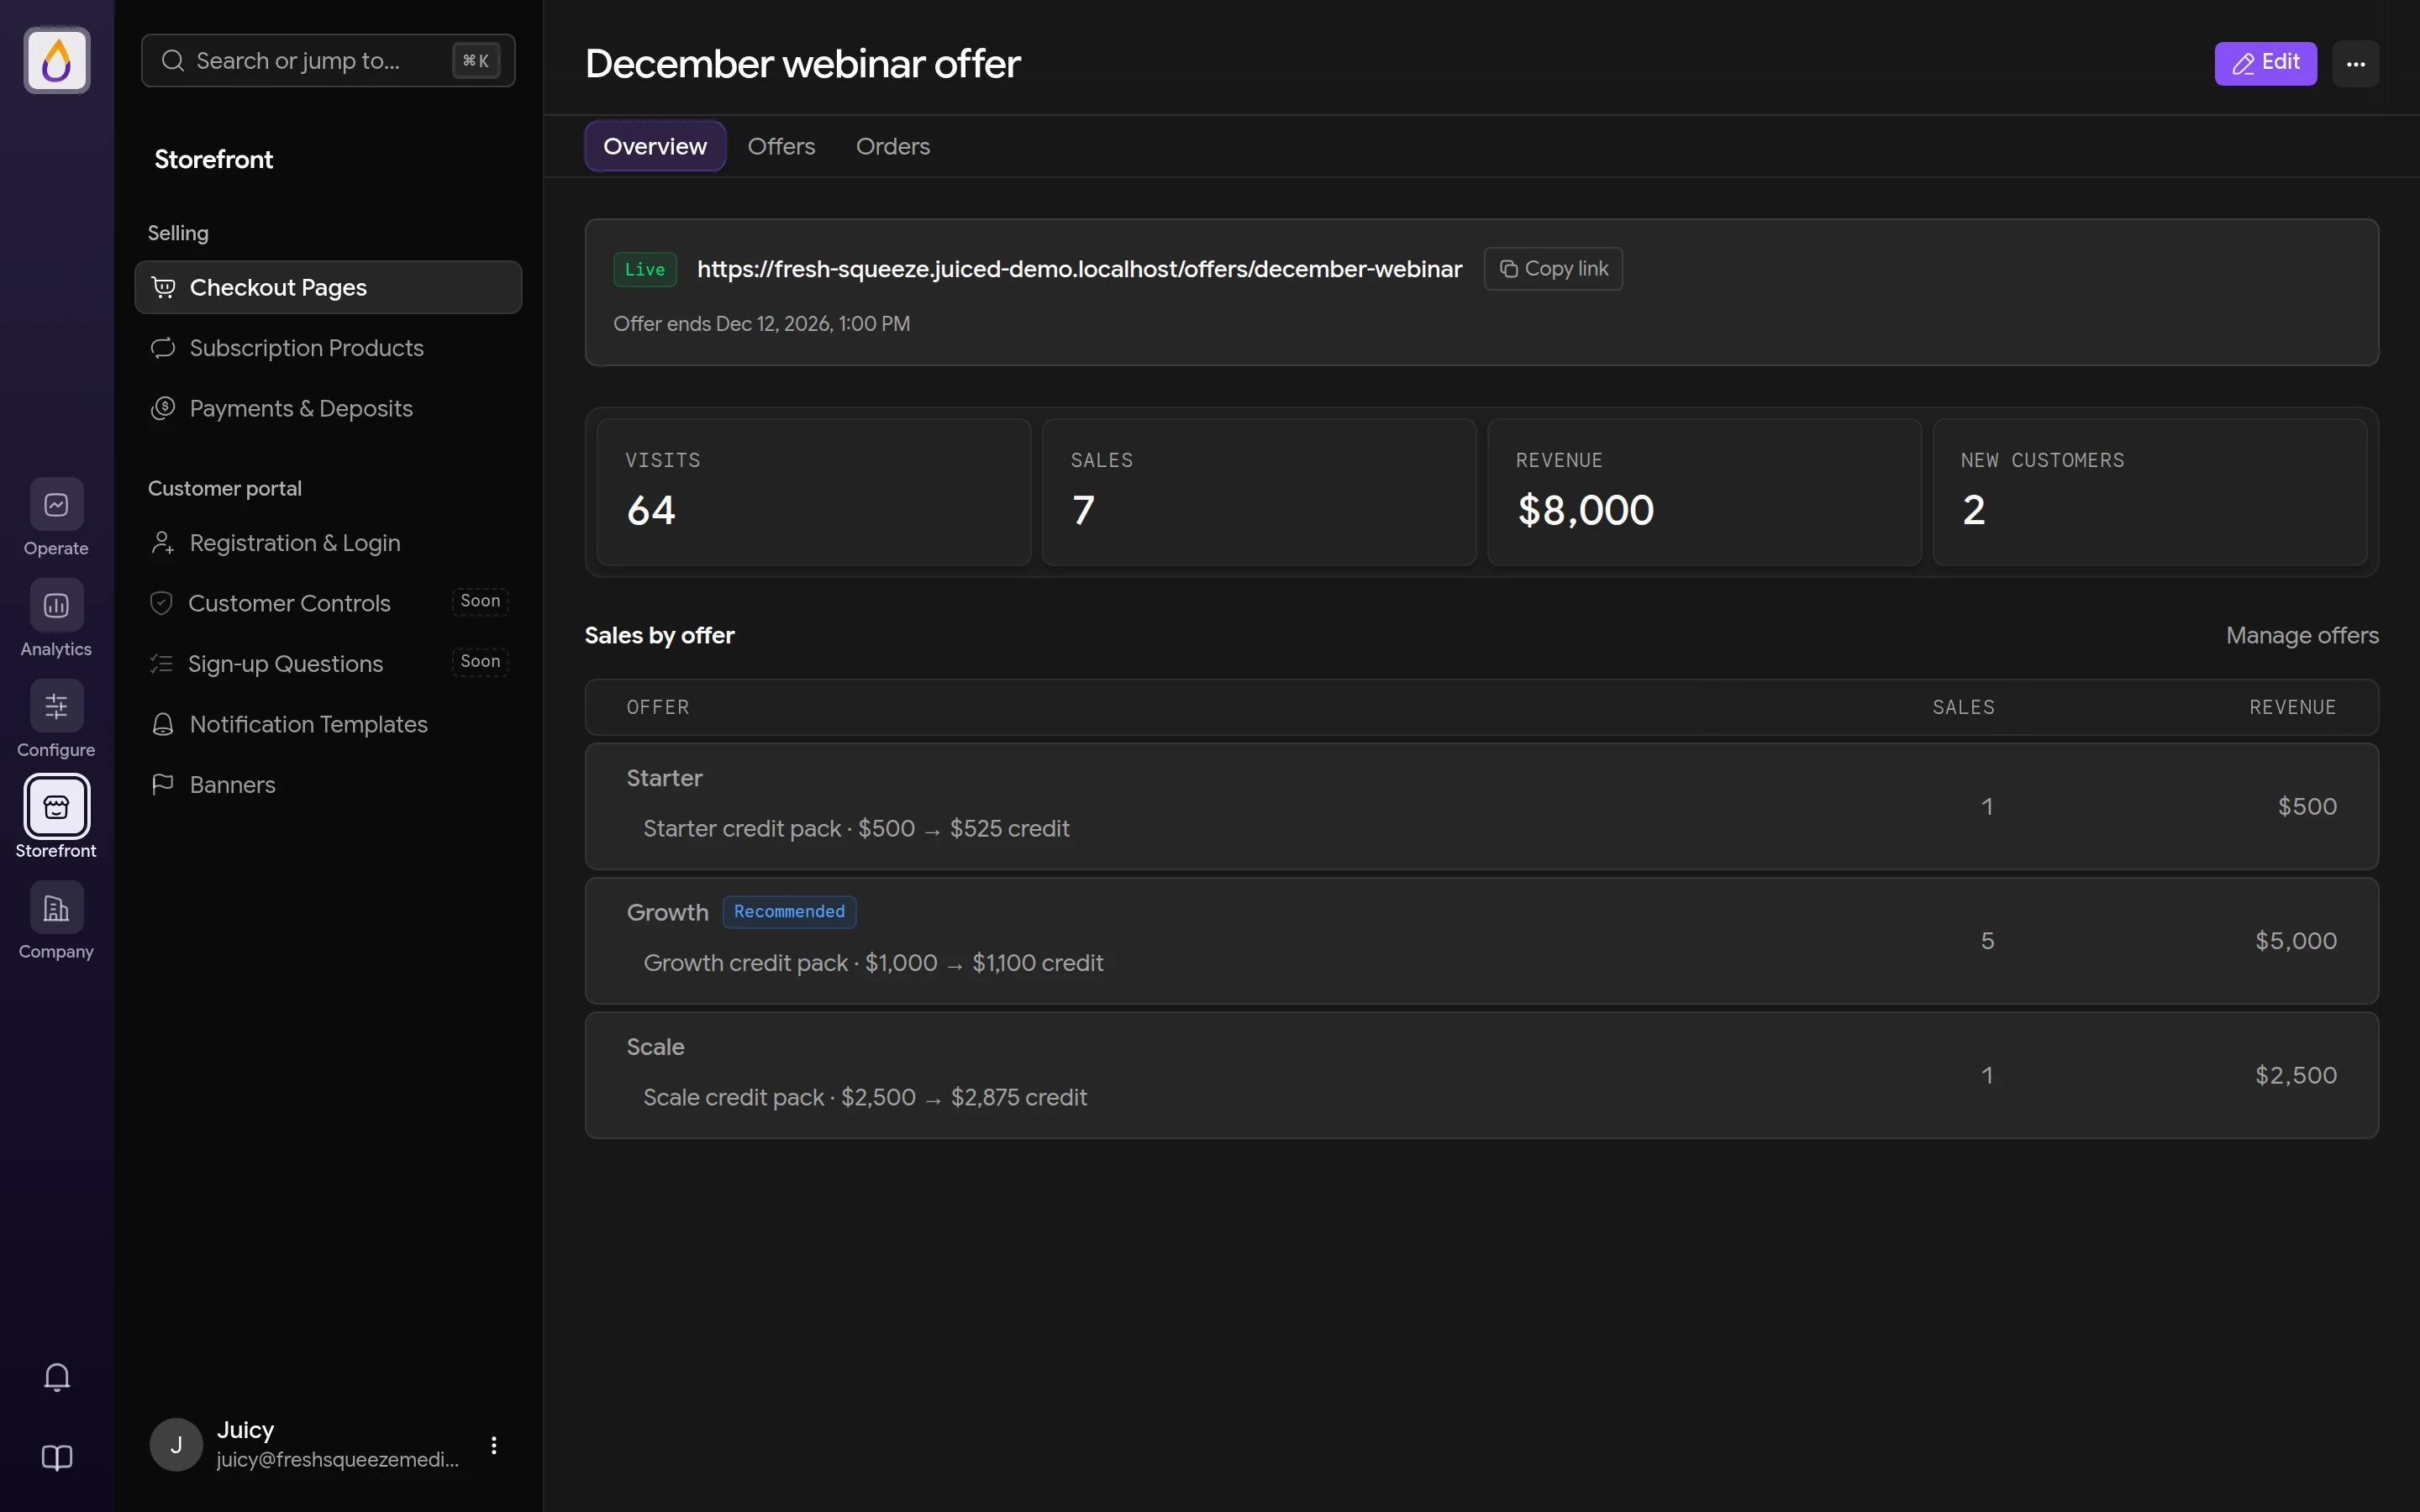 Search or jump to...
⌘K
Operate
Analytics
Configure
Storefront
Company
Storefront
Selling
Checkout Pages
Subscription Products
Payments & Deposits
Customer portal
Registration & Login
Customer Controls
Soon
Sign-up Questions
Soon
Notification Templates
Banners
J
Juicy
juicy@freshsqueezemedi...
December webinar offer
Edit
Overview
Offers
Orders
Live
https://fresh-squeeze.juiced-demo.localhost/offers/december-webinar
Copy link
Offer ends Dec 12, 2026, 1:00 PM
VISITS
64
SALES
7
REVENUE
$8,000
NEW CUSTOMERS
2
Sales by offer
Manage offers
OFFER SALES REVENUE
Starter
Starter credit pack · $500 → $525 credit
1
$500
Growth Recommended
Growth credit pack · $1,000 → $1,100 credit
5
$5,000
Scale
Scale credit pack · $2,500 → $2,875 credit
1
$2,500